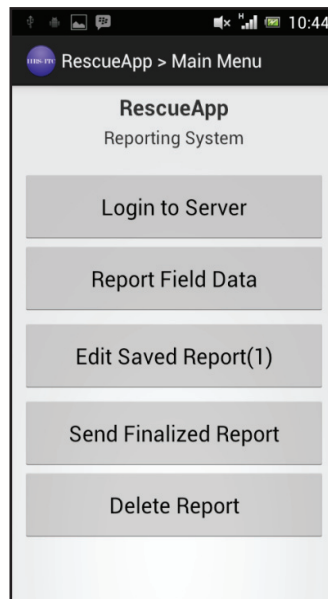 H 10:44
RescueApp > Main Menu
RescueApp
Reporting System
Login to Server
Report Field Data
Edit Saved Report(1)
Send Finalized Report
Delete Report